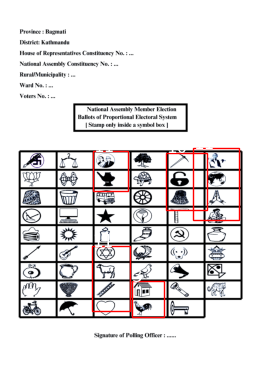 Province : Bagmati
District: Kathmandu
House of Representatives Constituency No. : ...
National Assembly Constituency No. : ...
Rural/Municipality : ...
Ward No. : ...
Voters No. : ...
National Assembly Member Election
Ballots of Proportional Electoral System
[ Stamp only inside a symbol box ]
Signature of Polling Officer : ......